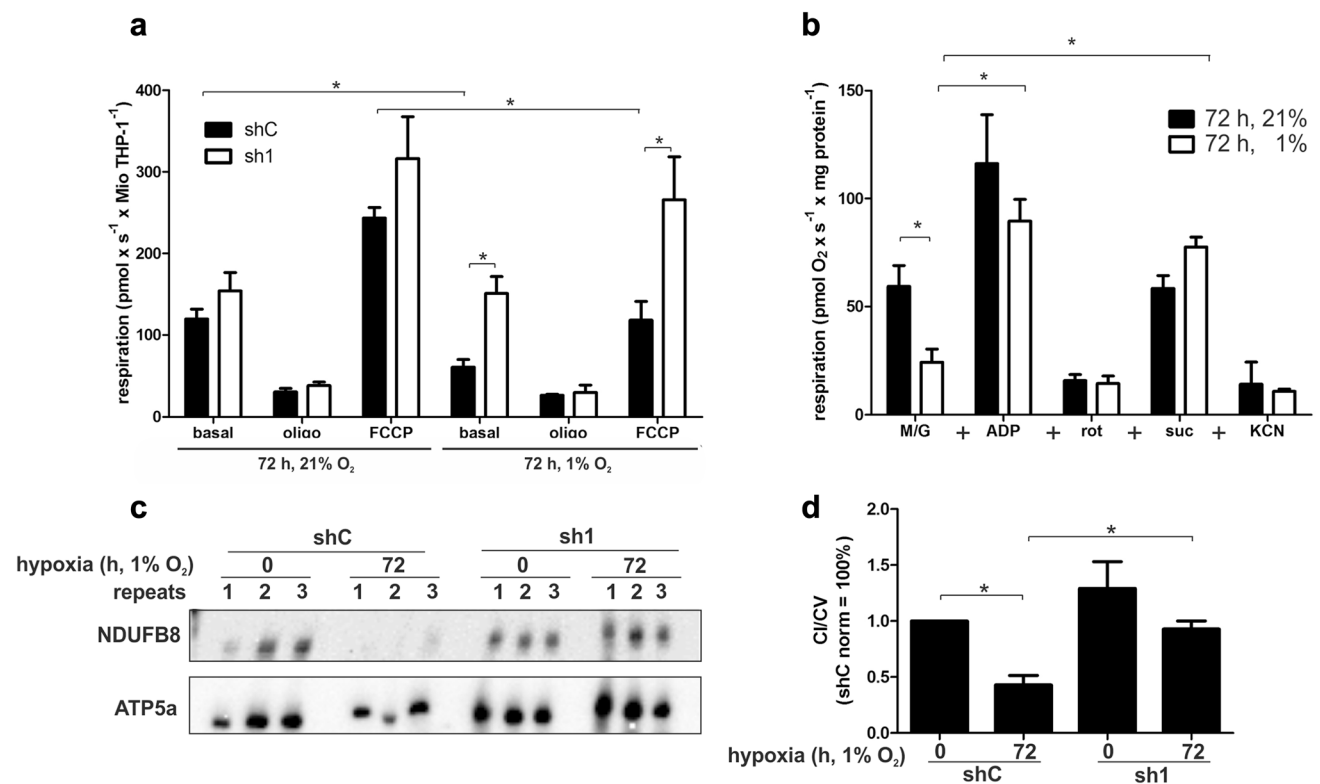 a
respiration (pmol x s⁻¹ x Mio THP-1⁻¹)
400
300
200
100
0
shC
sh1
*
*
*
*
basal
oligo
FCCP
basal
oligo
FCCP
72 h, 21% O₂
72 h, 1% O₂
b
respiration (pmol O₂ x s⁻¹ x mg protein⁻¹)
150
100
50
0
*
*
*
72 h, 21%
72 h, 1%
M/G + ADP + rot + suc + KCN
c
shC sh1
hypoxia (h, 1% O₂) 0 72 0 72
repeats 1 2 3 1 2 3 1 2 3 1 2 3
NDUFB8
ATP5a
d
CI/CV
(shC norm = 100%)
2.0
1.5
1.0
0.5
0.0
*
*
hypoxia (h, 1% O₂) 0 72 0 72
shC sh1